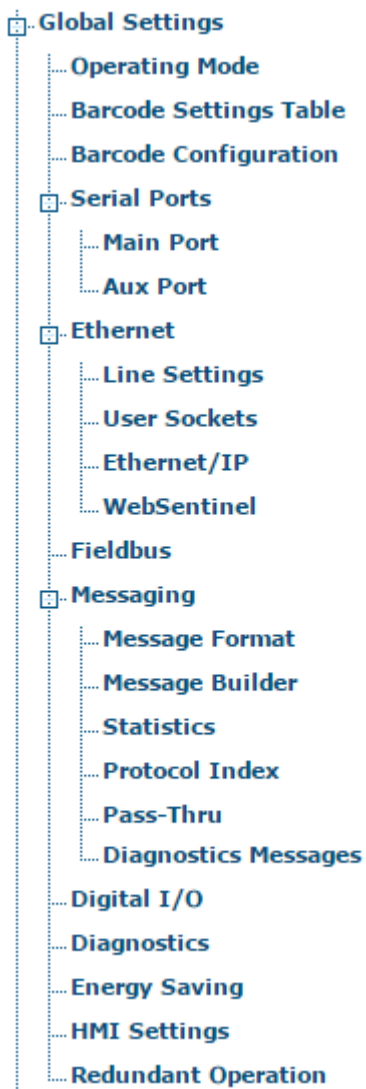 Global Settings
Operating Mode
Barcode Settings Table
Barcode Configuration
Serial Ports
Main Port
Aux Port
Ethernet
Line Settings
User Sockets
Ethernet/IP
WebSentinel
Fieldbus
Messaging
Message Format
Message Builder
Statistics
Protocol Index
Pass-Thru
Diagnostics Messages
Digital I/O
Diagnostics
Energy Saving
HMI Settings
Redundant Operation